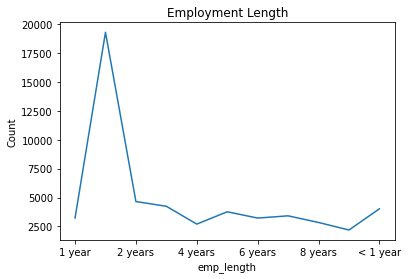 Employment Length
20000
17500
15000
12500
10000
7500
5000
2500
Count
1 year 2 years 4 years 6 years 8 years < 1 year
emp_length